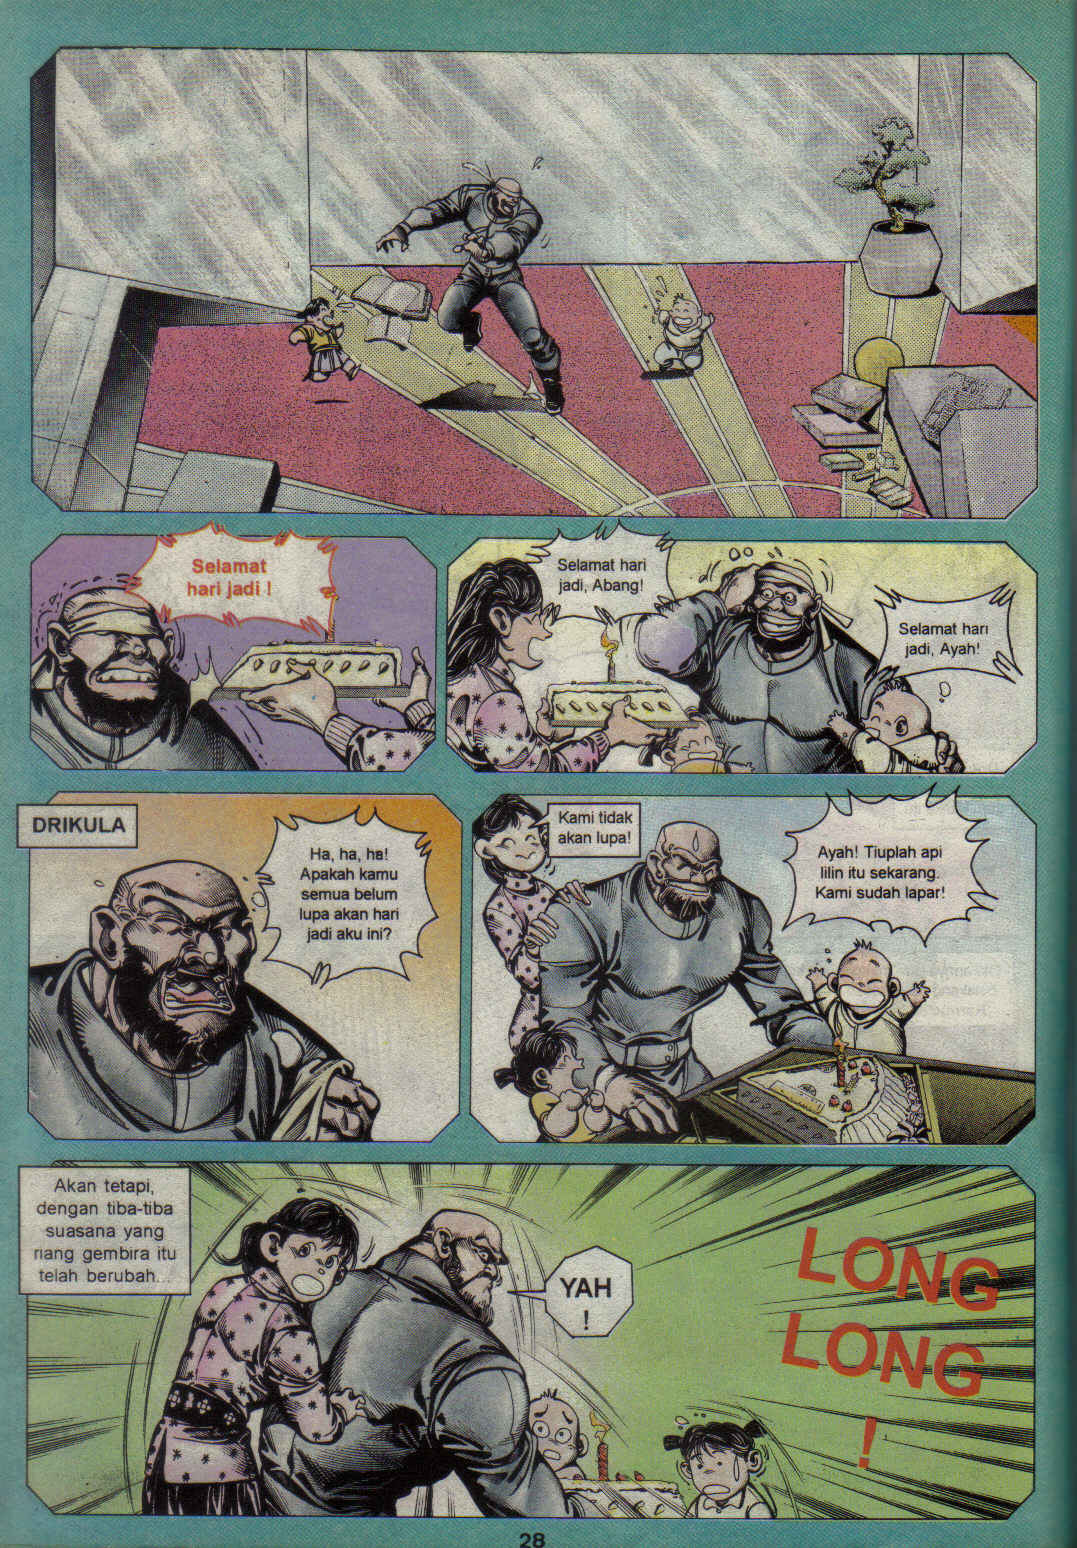 Selamat
hari jadi !
Selamat hari
jadi, Abang!
Selamat hari
jadi, Ayah!
DRIKULA
Ha, ha, ha!
Apakah kamu
semua belum
lupa akan hari
jadi aku ini?
Kami tidak
akan lupa!
Ayah! Tiuplah api
lilin itu sekarang.
Kami sudah lapar!
Akan tetapi,
dengan tiba-tiba
suasana yang
riang gembira itu
telah berubah...
YAH
!
LONG
LONG
!
28